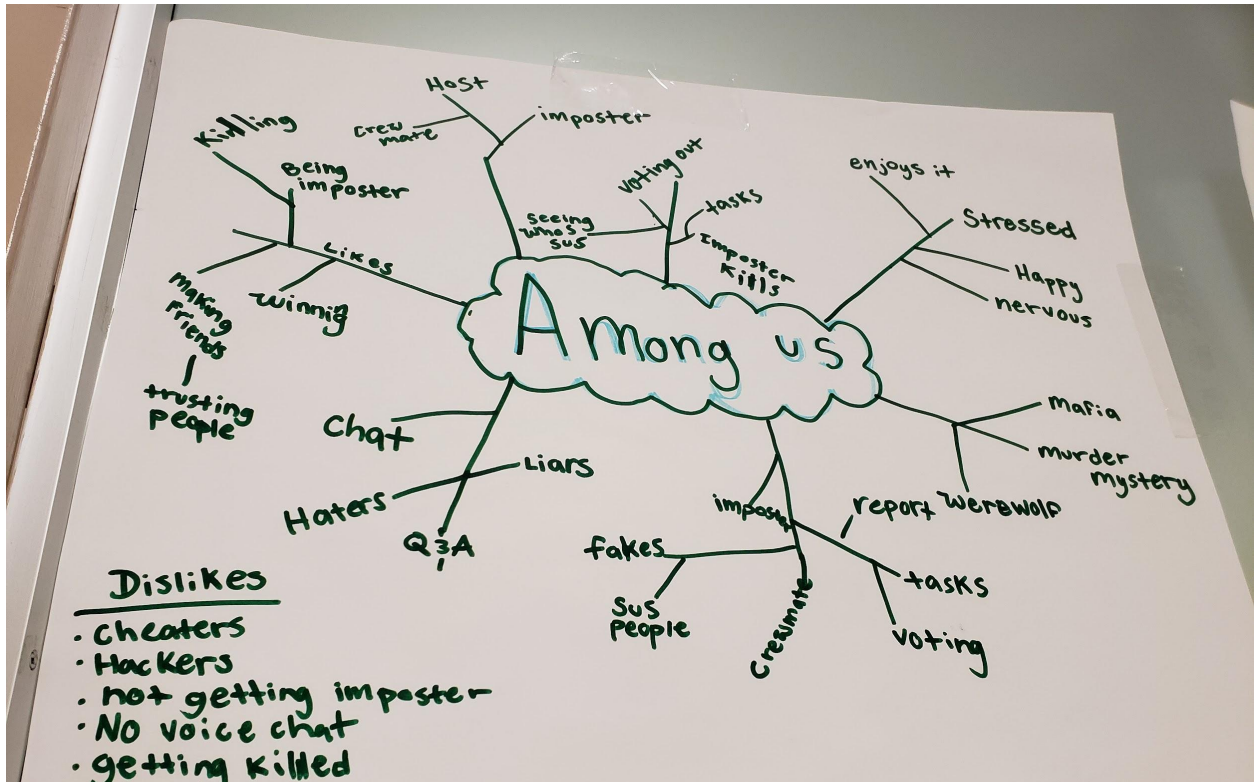 Host
Crew
mate
imposter
Killing
Being
imposter
Likes
Making
Friends
trusting
people
winnig
voting out
tasks
Seeing
whos
sus
Imposter
Kills
enjoys it
Stressed
Happy
nervous
Among us
Chat
Liars
Haters
Q&A
mafia
murder
mystery
werewolf
imposter
report
fakes
tasks
Sus
people
Crewmate
voting
Dislikes
• cheaters
• Hackers
• not getting imposter
• No voice chat
• getting killed